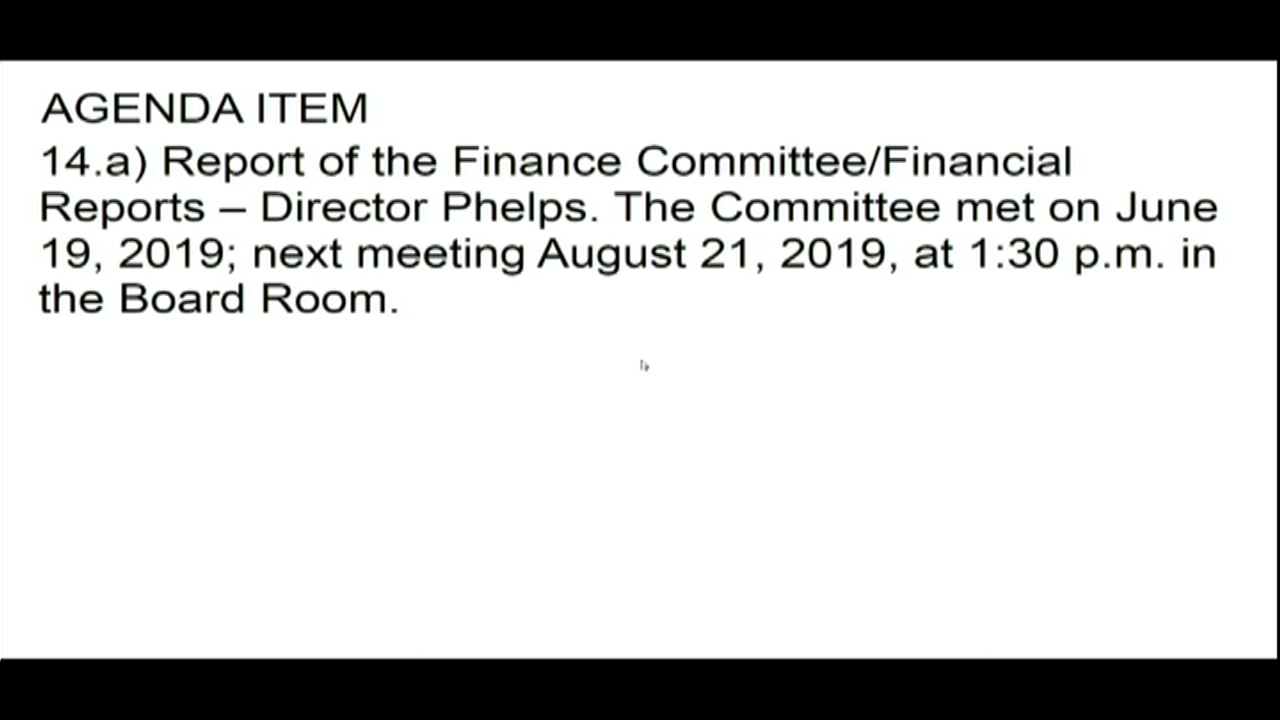 AGENDA ITEM
14.a) Report of the Finance Committee/Financial
Reports – Director Phelps. The Committee met on June
19, 2019; next meeting August 21, 2019, at 1:30 p.m. in
the Board Room.